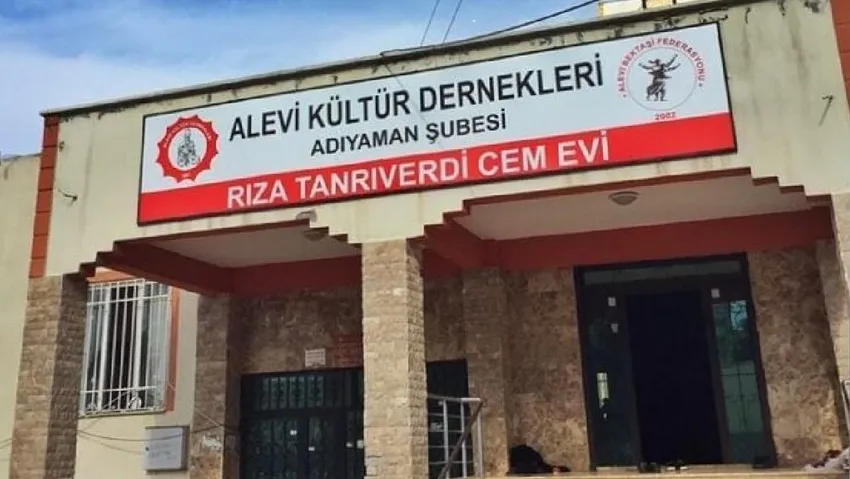 ALEVİ KÜLTÜR DERNEKLERİ
ADIYAMAN ŞUBESİ
RIZA TANRIVERDİ CEM EVİ
ALEVİ BEKTAŞİ FEDERASYONU
2002